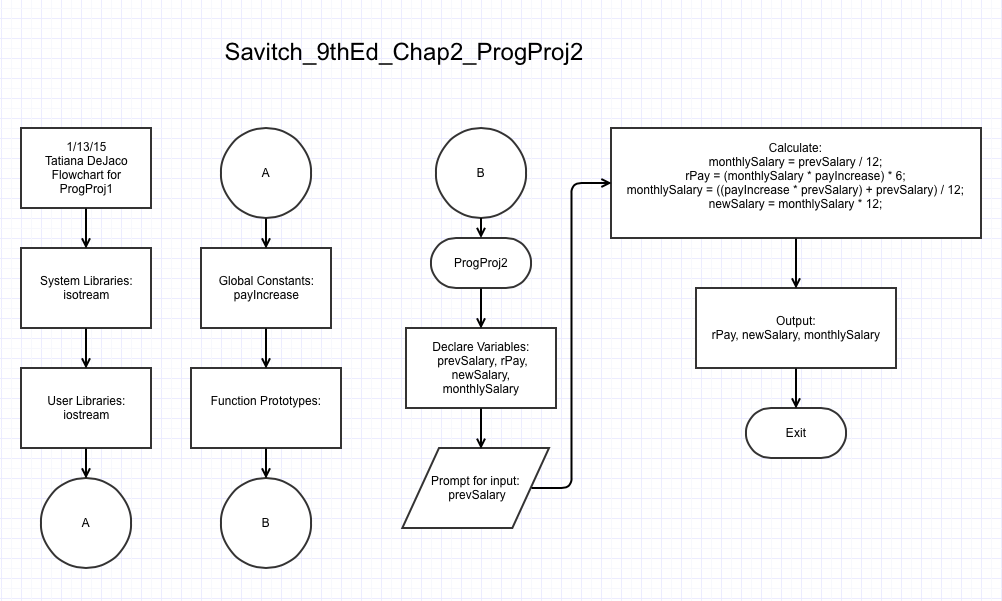 Savitch_9thEd_Chap2_ProgProj2
1/13/15
Tatiana DeJaco
Flowchart for
ProgProj1
System Libraries:
isotream
User Libraries:
iostream
A
A
Global Constants:
payIncrease
Function Prototypes:
B
B
ProgProj2
Declare Variables:
prevSalary, rPay,
newSalary,
monthlySalary
Prompt for input:
prevSalary
Calculate:
monthlySalary = prevSalary / 12;
rPay = (monthlySalary * payIncrease) * 6;
monthlySalary = ((payIncrease * prevSalary) + prevSalary) / 12;
newSalary = monthlySalary * 12;
Output:
rPay, newSalary, monthlySalary
Exit